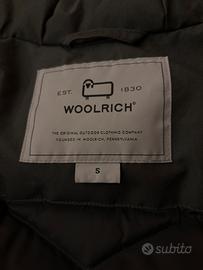 EST. 1830
WOOLRICH®
THE ORIGINAL OUTDOOR CLOTHING COMPANY
FOUNDED IN WOOLRICH, PENNSYLVANIA
S
subito